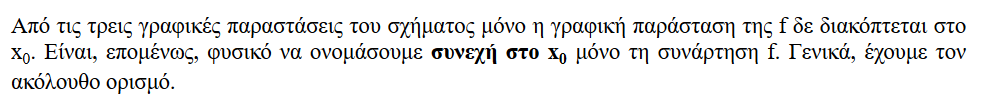 Από τις τρεις γραφικές παραστάσεις του σχήματος μόνο η γραφική παράσταση της f δε διακόπτεται στο
x₀. Είναι, επομένως, φυσικό να ονομάσουμε συνεχή στο x₀ μόνο τη συνάρτηση f. Γενικά, έχουμε τον
ακόλουθο ορισμό.